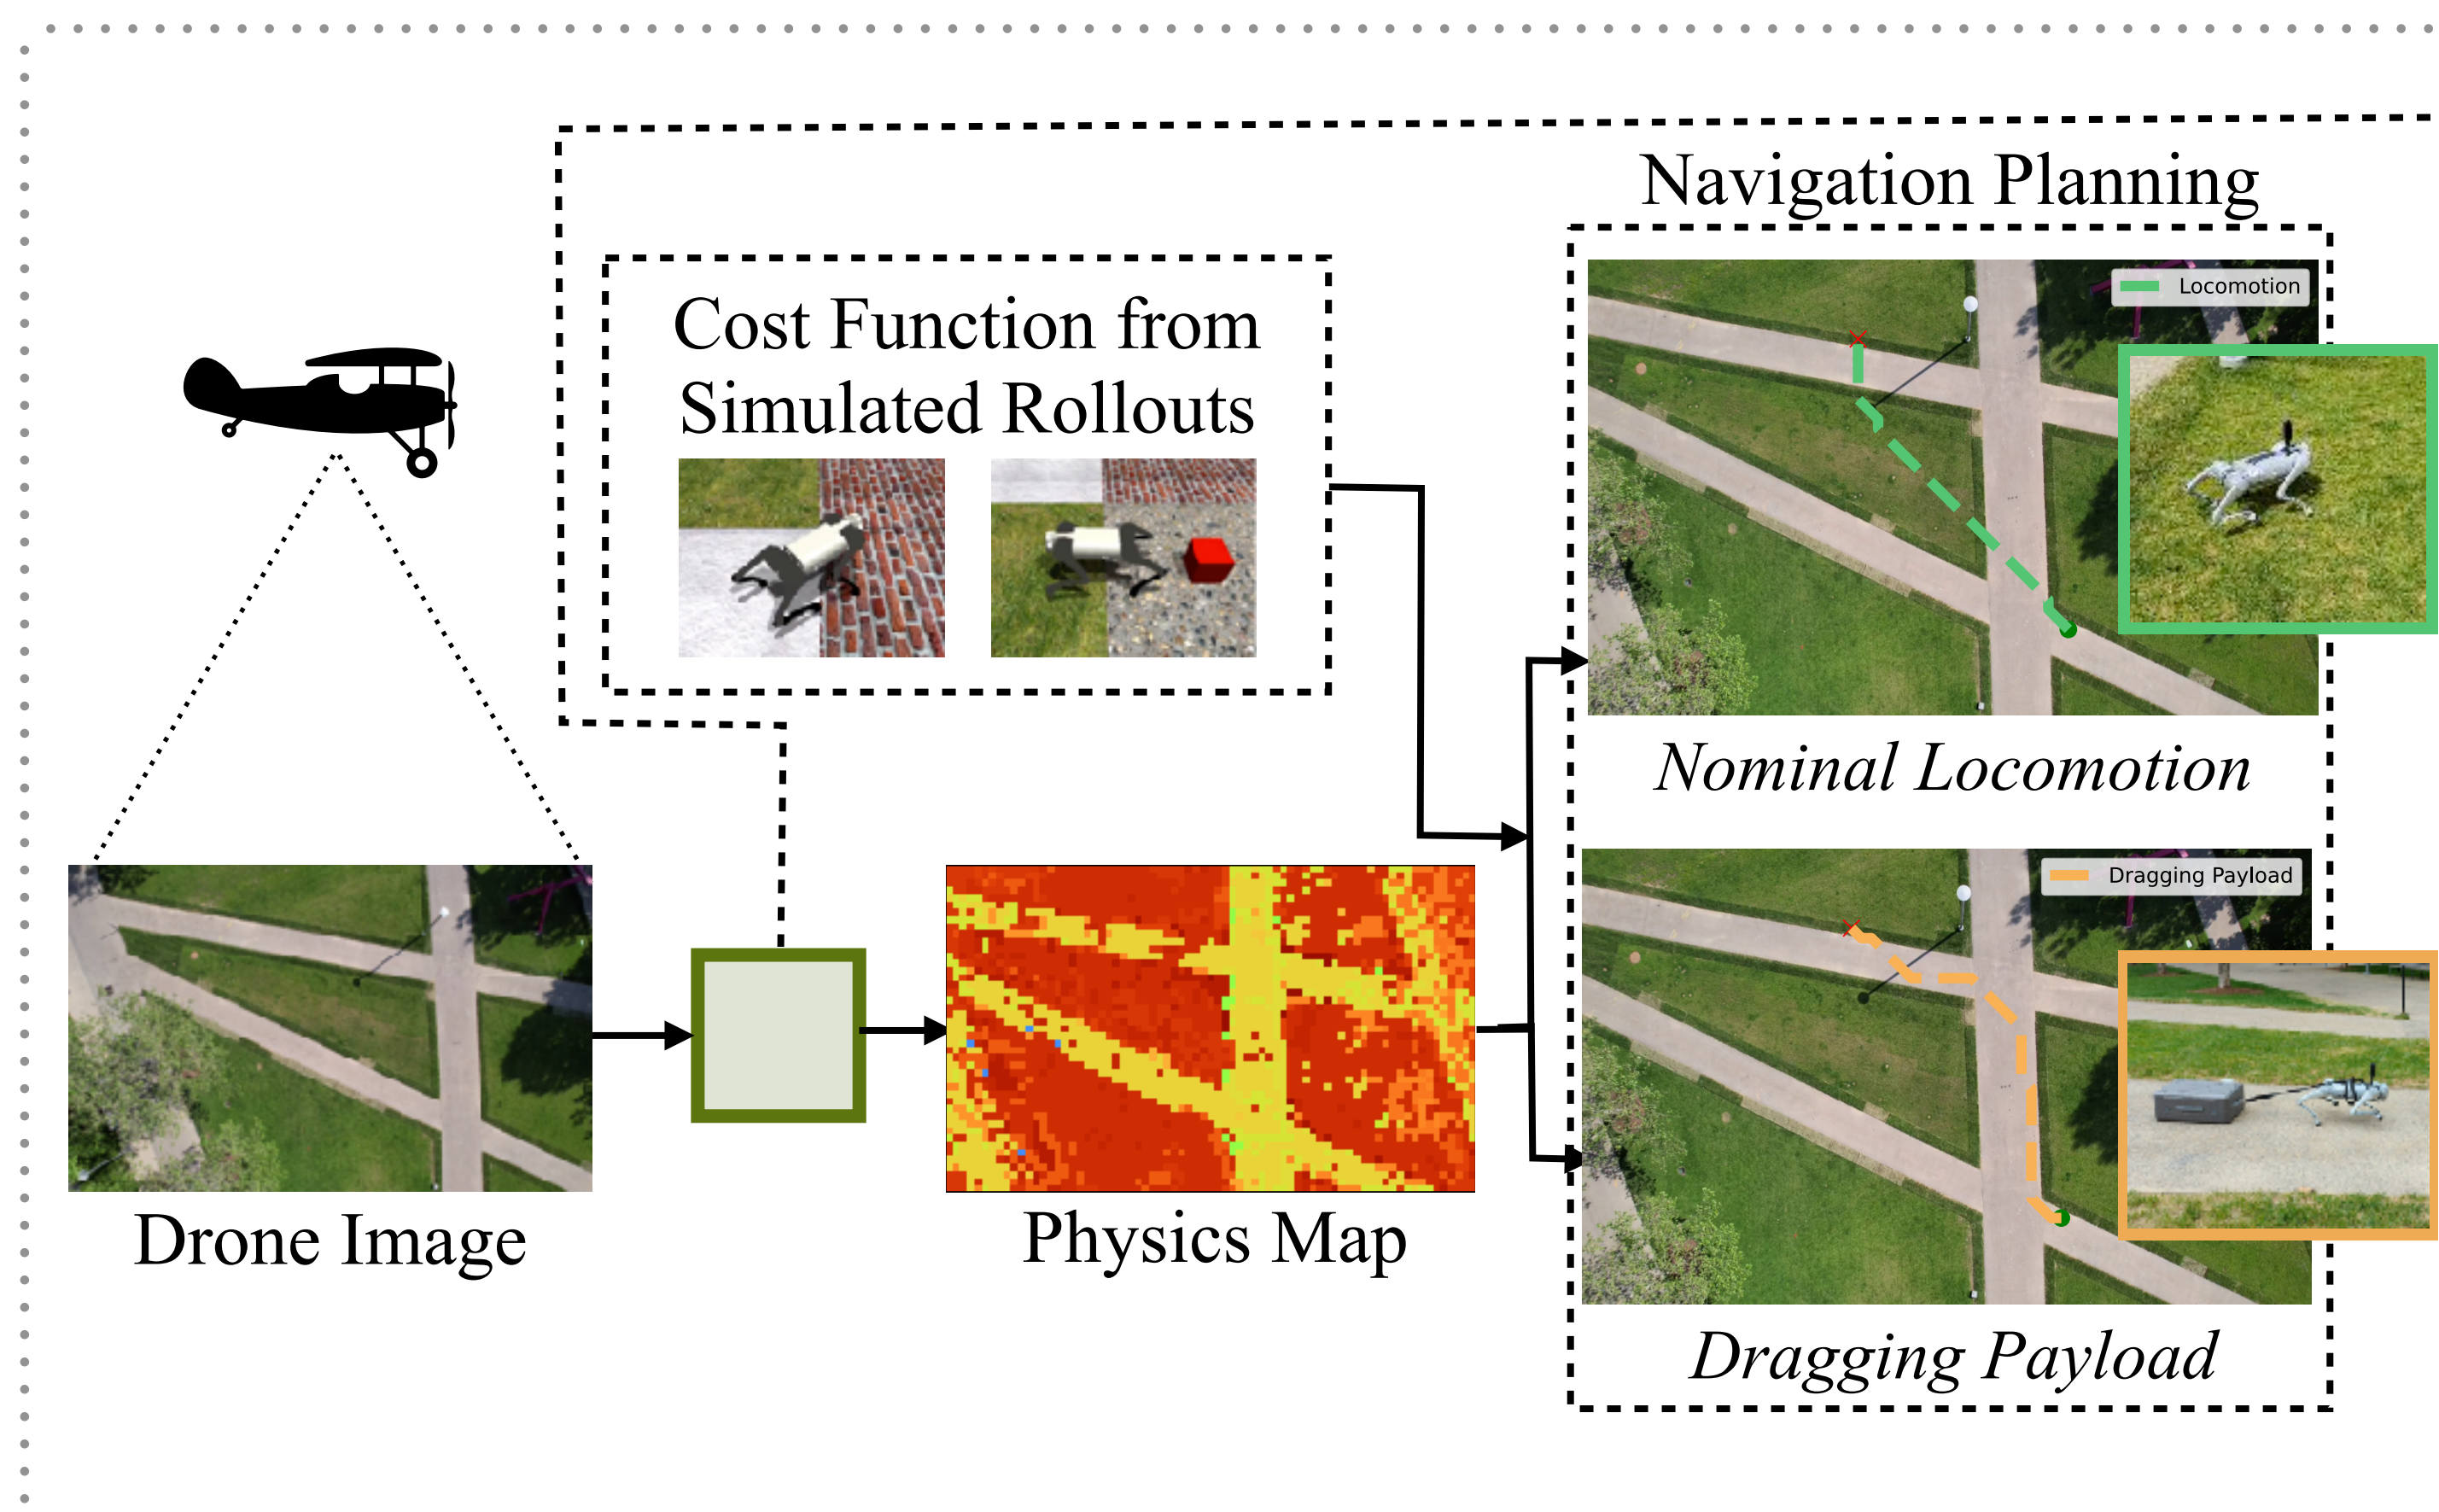 Navigation Planning
Cost Function from
Simulated Rollouts
Locomotion
Nominal Locomotion
Dragging Payload
Drone Image
Physics Map
Dragging Payload